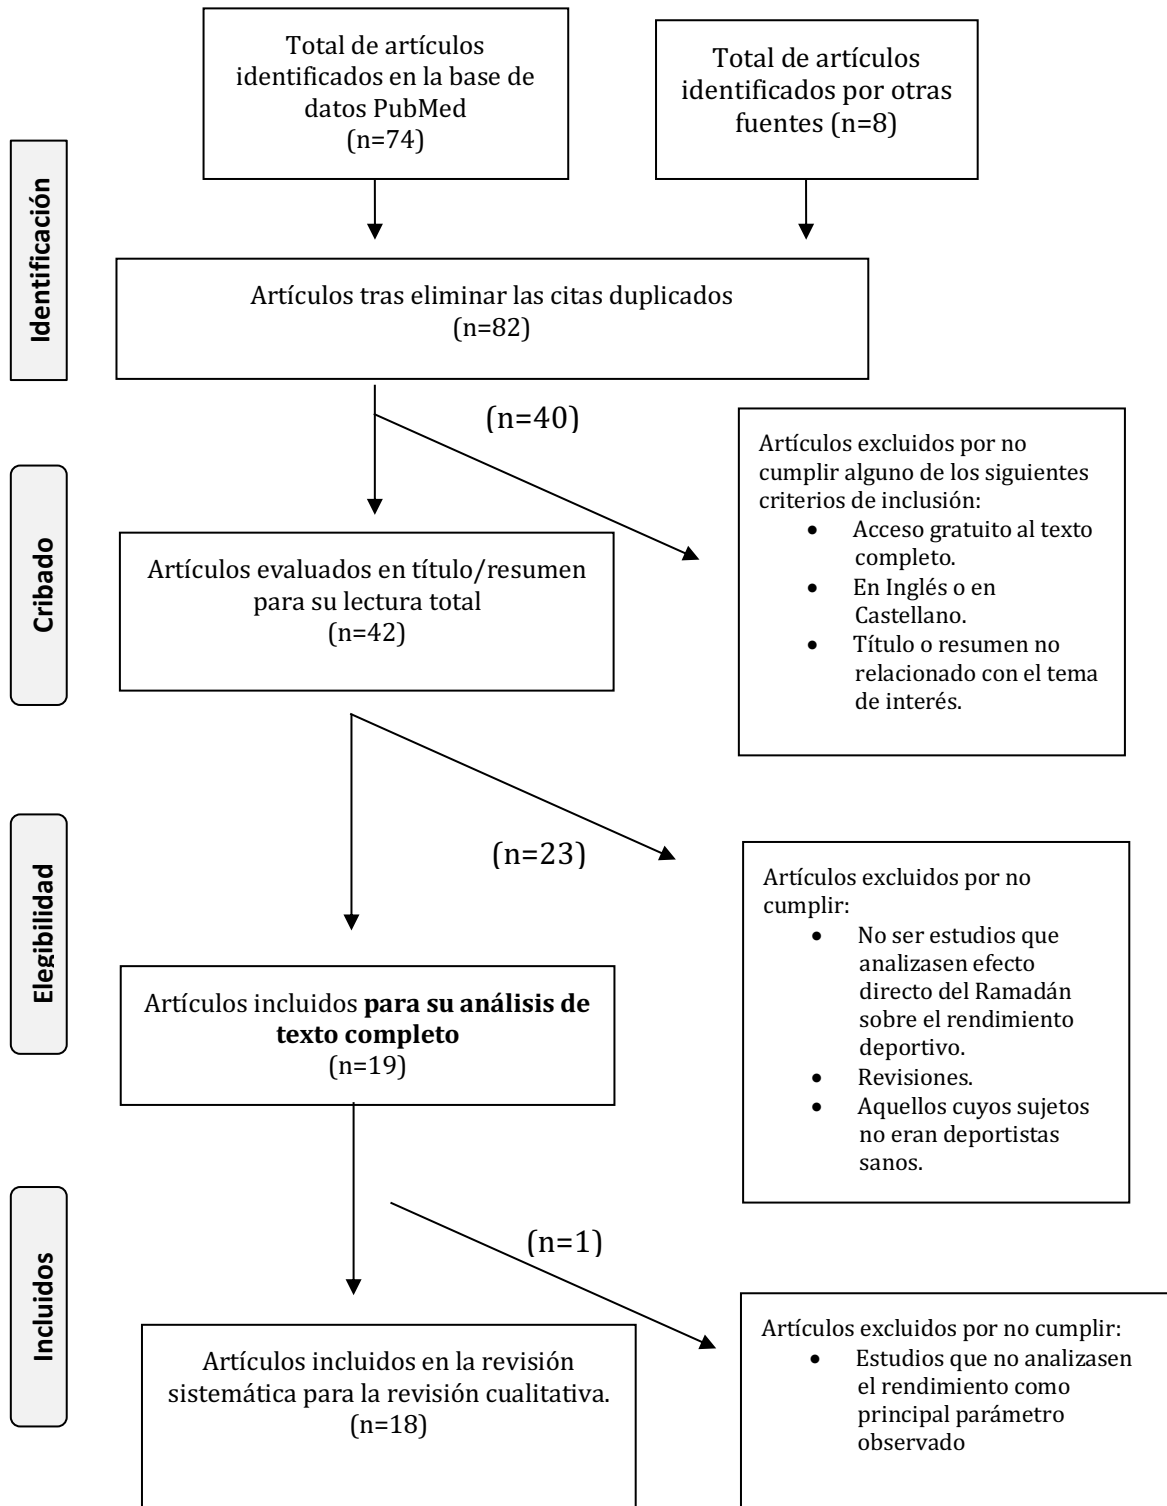 Total de artículos
identificados en la base de
datos PubMed
(n=74)
Total de artículos
identificados por otras
fuentes (n=8)
Identificación
Artículos tras eliminar las citas duplicados
(n=82)
(n=40)
Artículos excluidos por no
cumplir alguno de los siguientes
criterios de inclusión:
• Acceso gratuito al texto
completo.
• En Inglés o en
Castellano.
• Título o resumen no
relacionado con el tema
de interés.
Cribado
Artículos evaluados en título/resumen
para su lectura total
(n=42)
(n=23)
Artículos excluidos por no
cumplir:
• No ser estudios que
analizasen efecto
directo del Ramadán
sobre el rendimiento
deportivo.
• Revisiones.
• Aquellos cuyos sujetos
no eran deportistas
sanos.
Elegibilidad
Artículos incluidos para su análisis de
texto completo
(n=19)
(n=1)
Artículos excluidos por no cumplir:
• Estudios que no analizasen
el rendimiento como
principal parámetro
observado
Incluidos
Artículos incluidos en la revisión
sistemática para la revisión cualitativa.
(n=18)